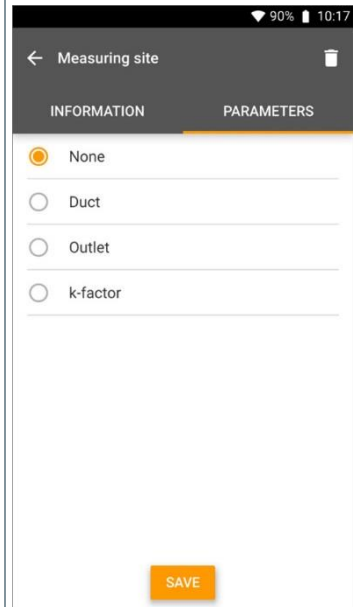 90% 10:17
Measuring site
INFORMATION PARAMETERS
None
Duct
Outlet
k-factor
SAVE